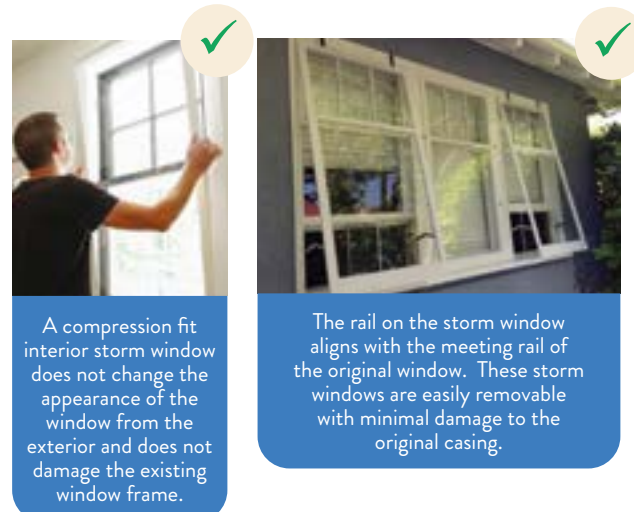 A compression fit
interior storm window
does not change the
appearance of the
window from the
exterior and does not
damage the existing
window frame.
The rail on the storm window
aligns with the meeting rail of
the original window.  These storm
windows are easily removable
with minimal damage to the
original casing.